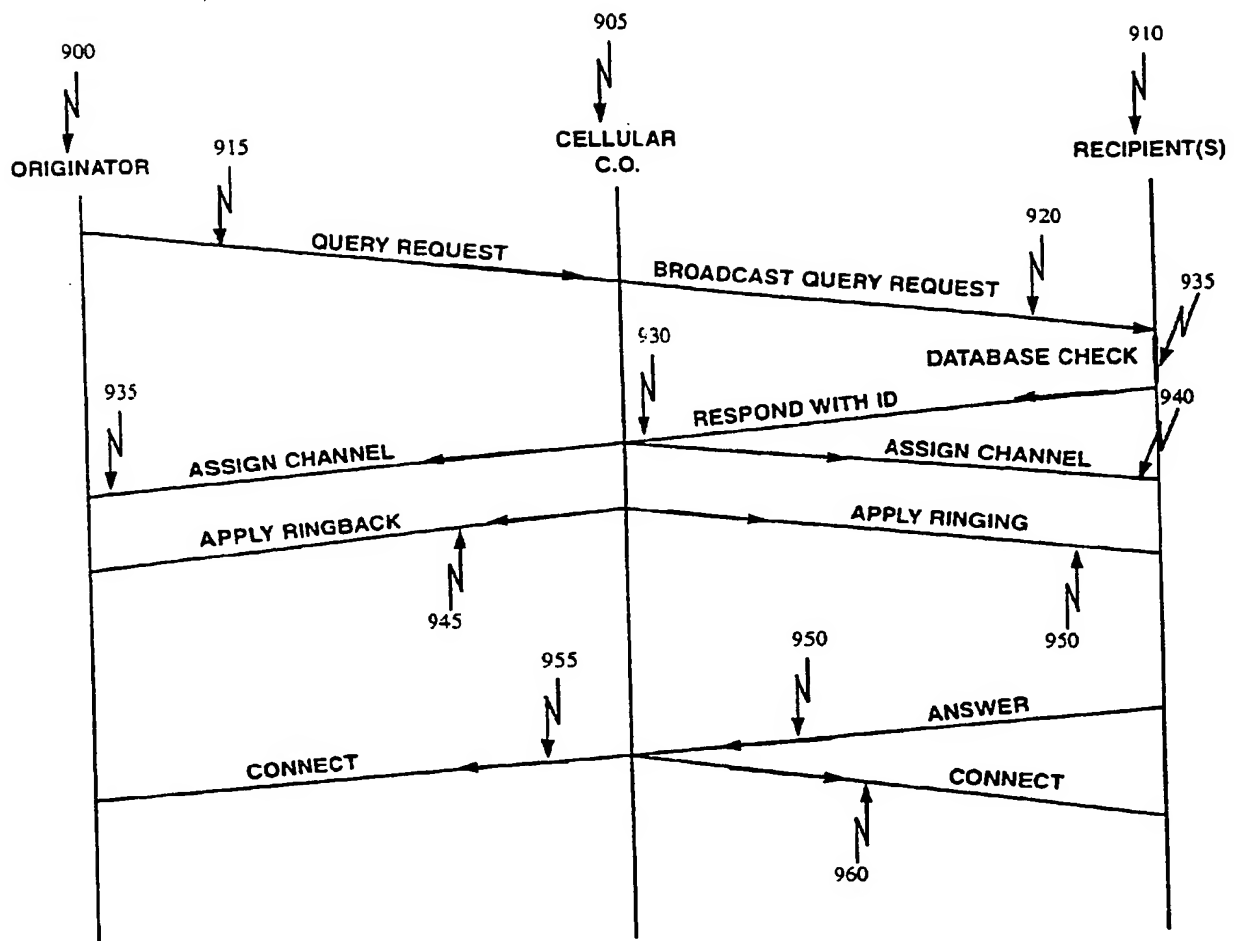 905
900
910
915
CELLULAR
C.O.
ORIGINATOR
RECIPIENT(S)
920
QUERY REQUEST
BROADCAST QUERY REQUEST
935
930
DATABASE CHECK
935
RESPOND WITH ID
940
ASSIGN CHANNEL
ASSIGN CHANNEL
APPLY RINGBACK
APPLY RINGING
945
950
955
950
ANSWER
CONNECT
CONNECT
960